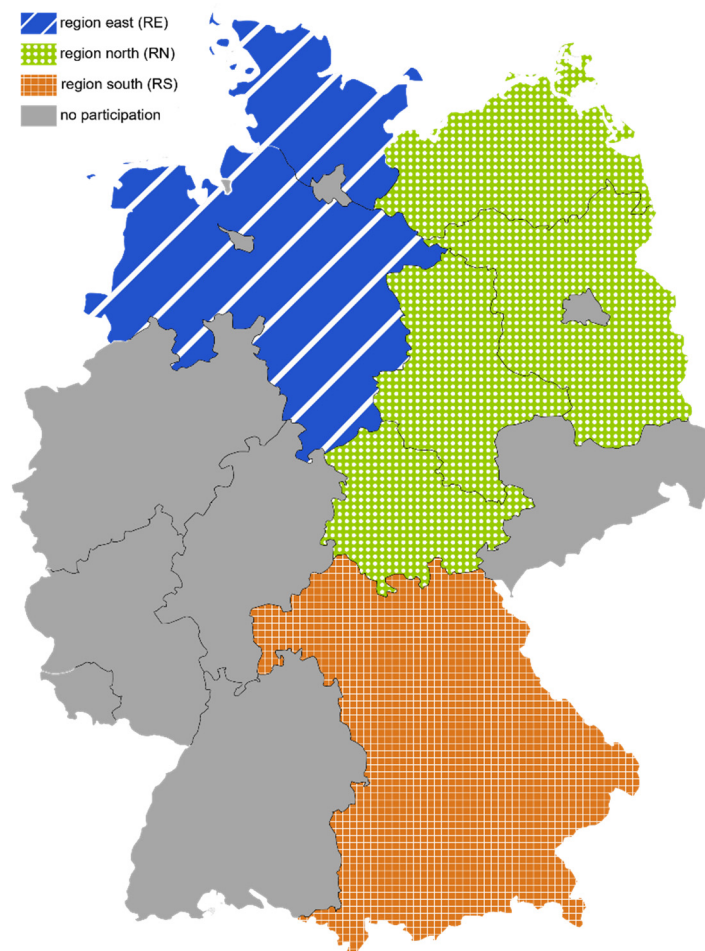 region east (RE)
region north (RN)
region south (RS)
no participation